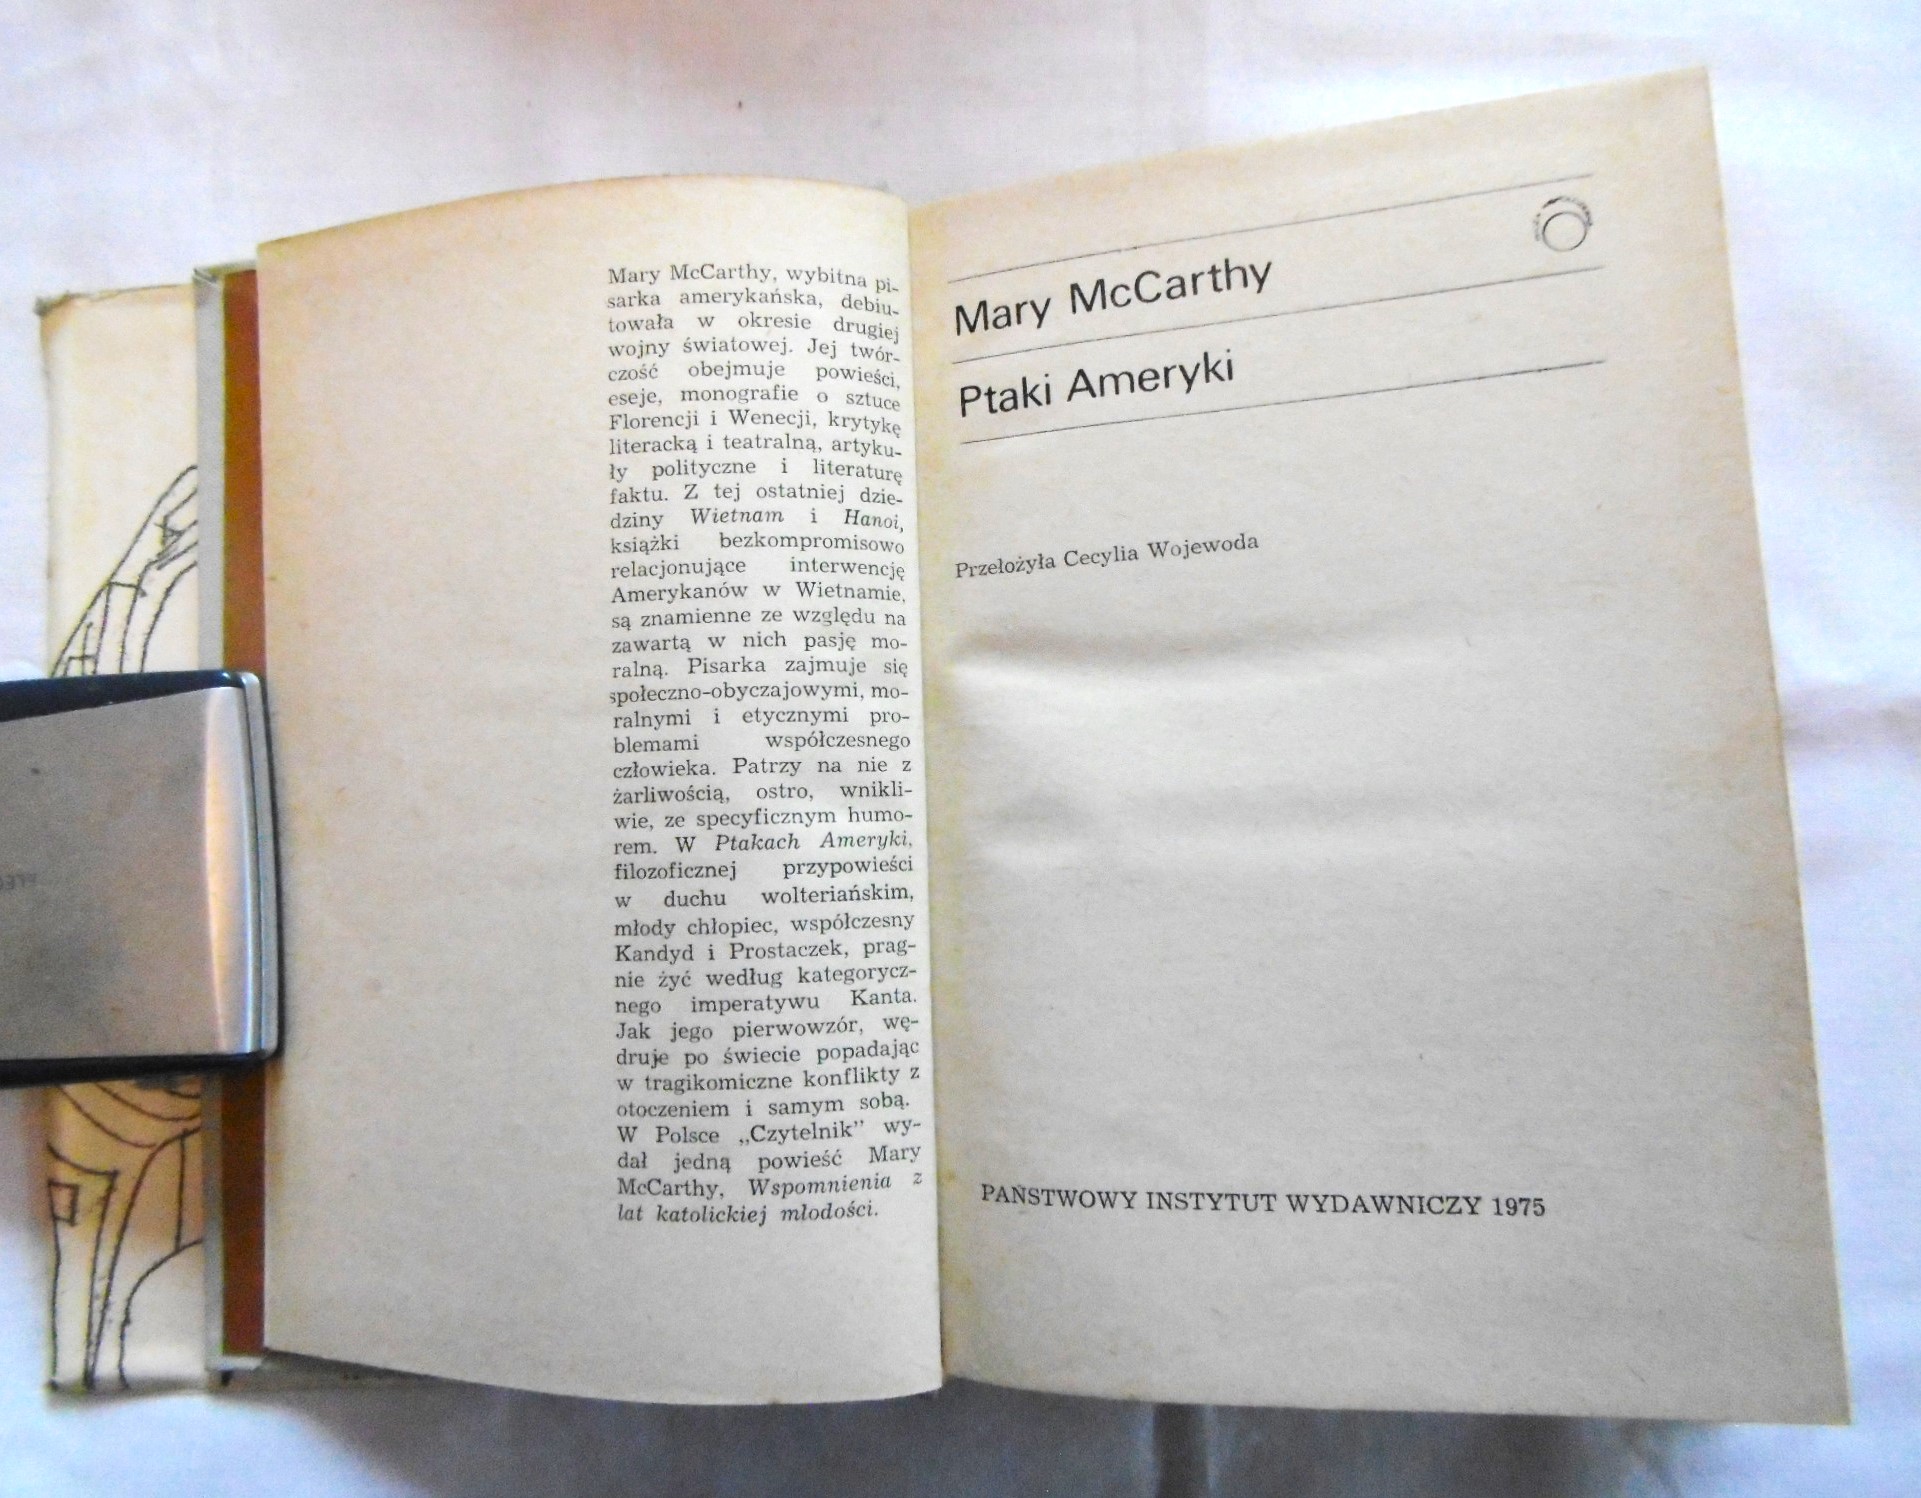 Mary McCarthy, wybitna pi-
sarka amerykańska, debiu-
towała w okresie drugiej
wojny światowej. Jej twór-
czość obejmuje powieści,
eseje, monografie o sztuce
Florencji i Wenecji, krytykę
literacką i teatralną, artyku-
ły polityczne i literaturę
faktu. Z tej ostatniej dzie-
dziny Wietnam i Hanoi,
książki bezkompromisowo
relacjonujące interwencję
Amerykanów w Wietnamie,
są znamienne ze względu na
zawartą w nich pasję mo-
ralną. Pisarka zajmuje się
społeczno-obyczajowymi, mo-
ralnymi i etycznymi pro-
blemami współczesnego
człowieka. Patrzy na nie z
żarliwością, ostro, wnikli-
wie, ze specyficznym humo-
rem. W Ptakach Ameryki,
filozoficznej przypowieści
w duchu wolteriańskim,
młody chłopiec, współczesny
Kandyd i Prostaczek, prag-
nie żyć według kategorycz-
nego imperatywu Kanta.
Jak jego pierwowzór, wę-
druje po świecie popadając
w tragikomiczne konflikty z
otoczeniem i samym sobą.
W Polsce „Czytelnik” wy-
dał jedną powieść Mary
McCarthy, Wspomnienia z
lat katolickiej młodości.
Mary McCarthy
Ptaki Ameryki
Przełożyła Cecylia Wojewoda
PAŃSTWOWY INSTYTUT WYDAWNICZY 1975